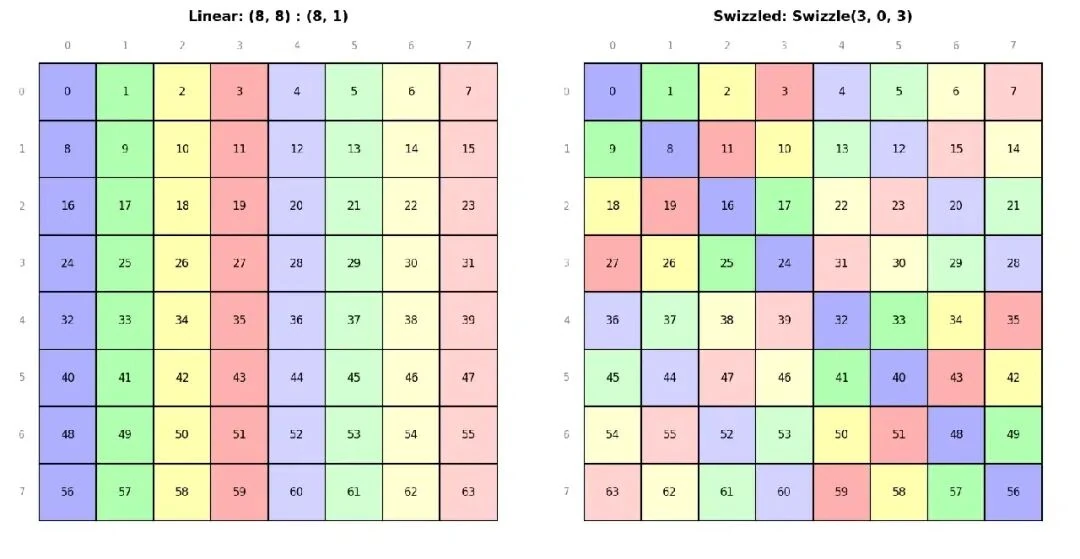 Linear: (8, 8) : (8, 1)
0 1 2 3 4 5 6 7
0 0 1 2 3 4 5 6 7
1 8 9 10 11 12 13 14 15
2 16 17 18 19 20 21 22 23
3 24 25 26 27 28 29 30 31
4 32 33 34 35 36 37 38 39
5 40 41 42 43 44 45 46 47
6 48 49 50 51 52 53 54 55
7 56 57 58 59 60 61 62 63
Swizzled: Swizzle(3, 0, 3)
0 1 2 3 4 5 6 7
0 0 1 2 3 4 5 6 7
1 9 8 11 10 13 12 15 14
2 18 19 16 17 22 23 20 21
3 27 26 25 24 31 30 29 28
4 36 37 38 39 32 33 34 35
5 45 44 47 46 41 40 43 42
6 54 55 52 53 50 51 48 49
7 63 62 61 60 59 58 57 56